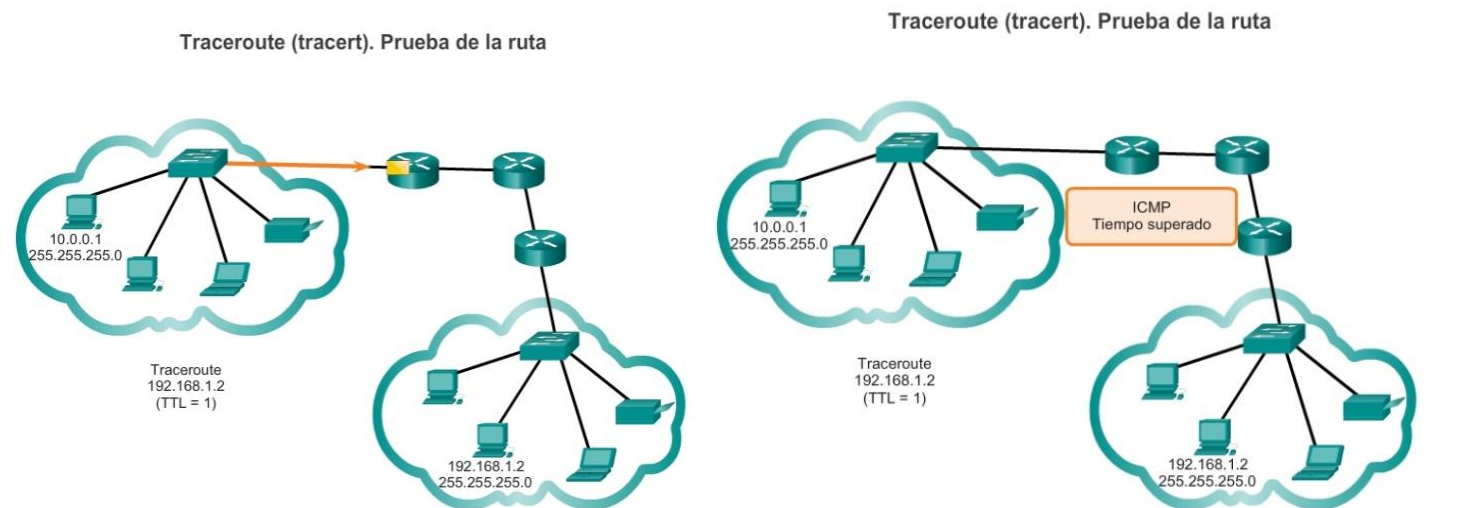 Traceroute (tracert). Prueba de la ruta
10.0.0.1
255.255.255.0
Traceroute
192.168.1.2
(TTL = 1)
192.168.1.2
255.255.255.0
Traceroute (tracert). Prueba de la ruta
ICMP
Tiempo superado
10.0.0.1
255.255.255.0
Traceroute
192.168.1.2
(TTL = 1)
192.168.1.2
255.255.255.0